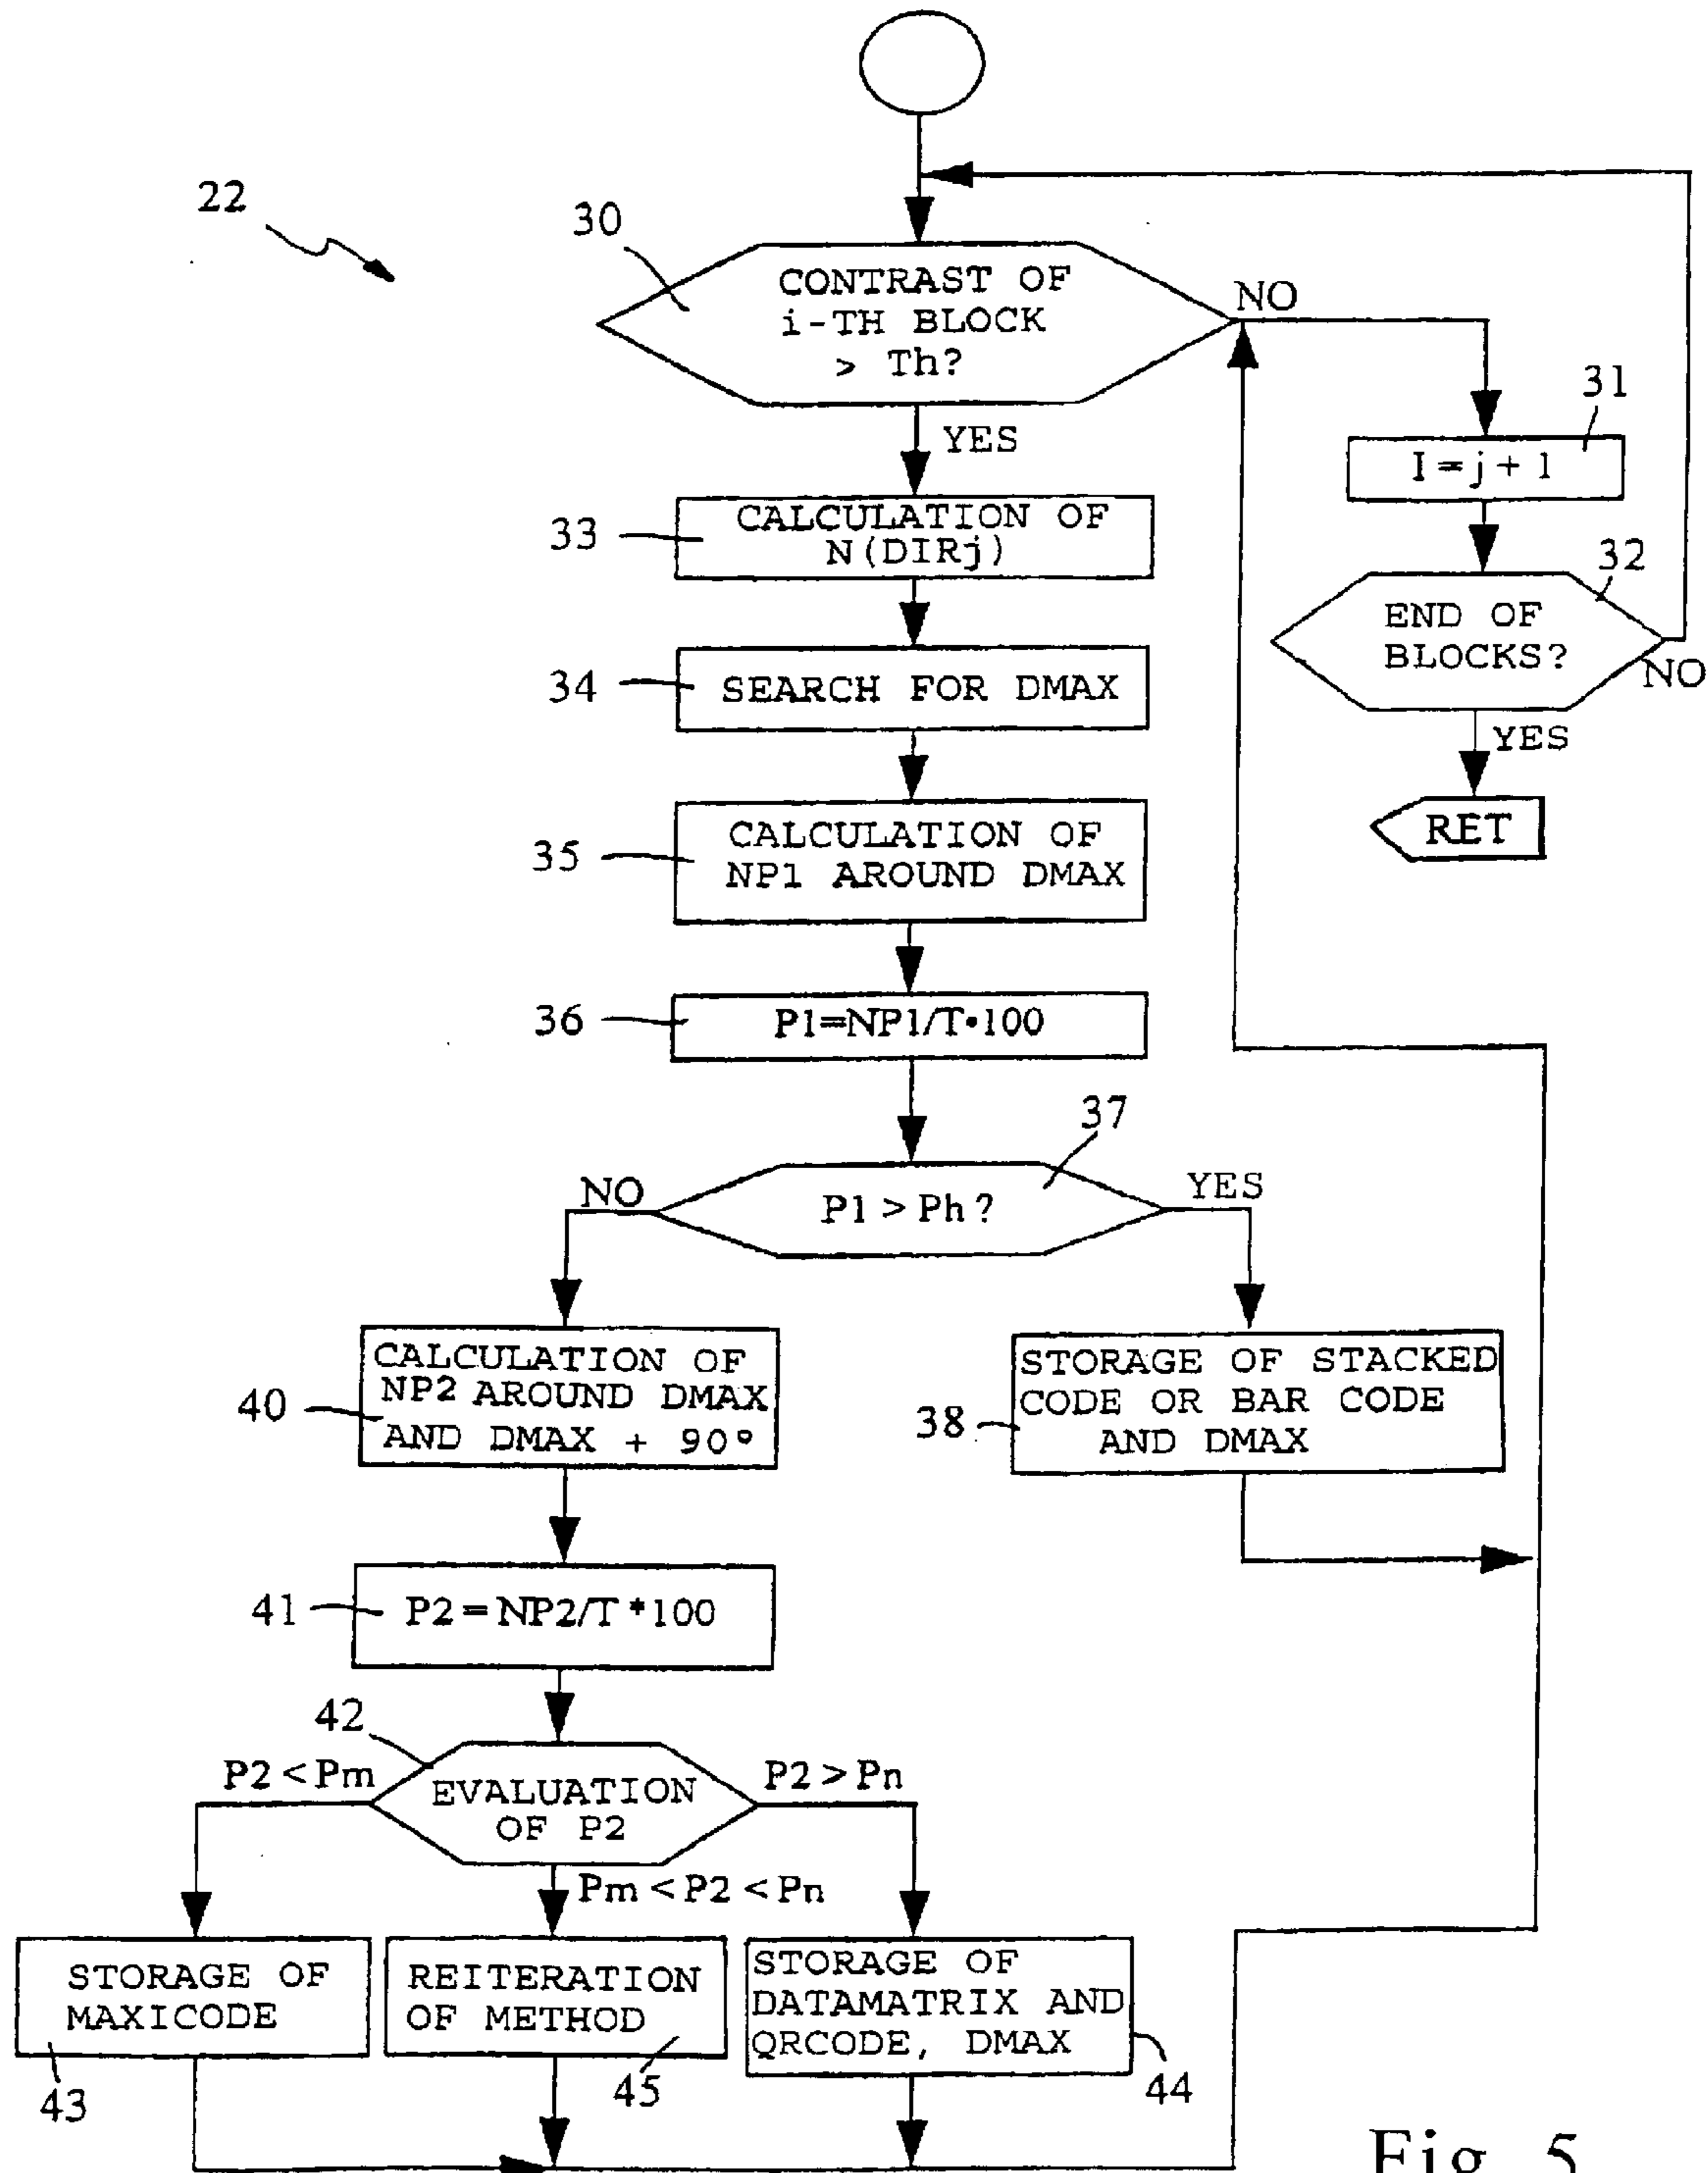 22
30
CONTRAST OF
i-TH BLOCK
> Th?
NO
YES
31
I=j+1
32
END OF
BLOCKS?
NO
YES
RET
33
CALCULATION OF
N(DIRj)
34
SEARCH FOR DMAX
35
CALCULATION OF
NP1 AROUND DMAX
36
P1=NP1/T•100
37
P1>Ph?
NO
YES
40
CALCULATION OF
NP2 AROUND DMAX
AND DMAX + 90°
38
STORAGE OF STACKED
CODE OR BAR CODE
AND DMAX
41
P2=NP2/T*100
42
EVALUATION
OF P2
P2<Pm
P2>Pn
Pm<P2<Pn
STORAGE OF
MAXICODE
43
REITERATION
OF METHOD
45
STORAGE OF
DATAMATRIX AND
QRCODE, DMAX
44
Fig. 5